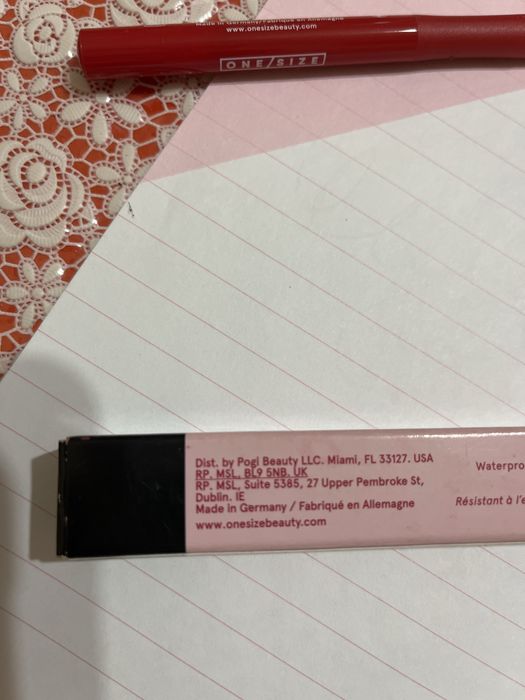 Made in Germany/Fabriqué en Allemagne
www.onesizebeauty.com
ONE/SIZE
Dist. by Pogi Beauty LLC. Miami, FL 33127. USA
RP. MSL, BL9 5NB, UK
RP. MSL, Suite 5385, 27 Upper Pembroke St,
Dublin. IE
Made in Germany / Fabriqué en Allemagne
www.onesizebeauty.com
Waterpro
Résistant à l'e